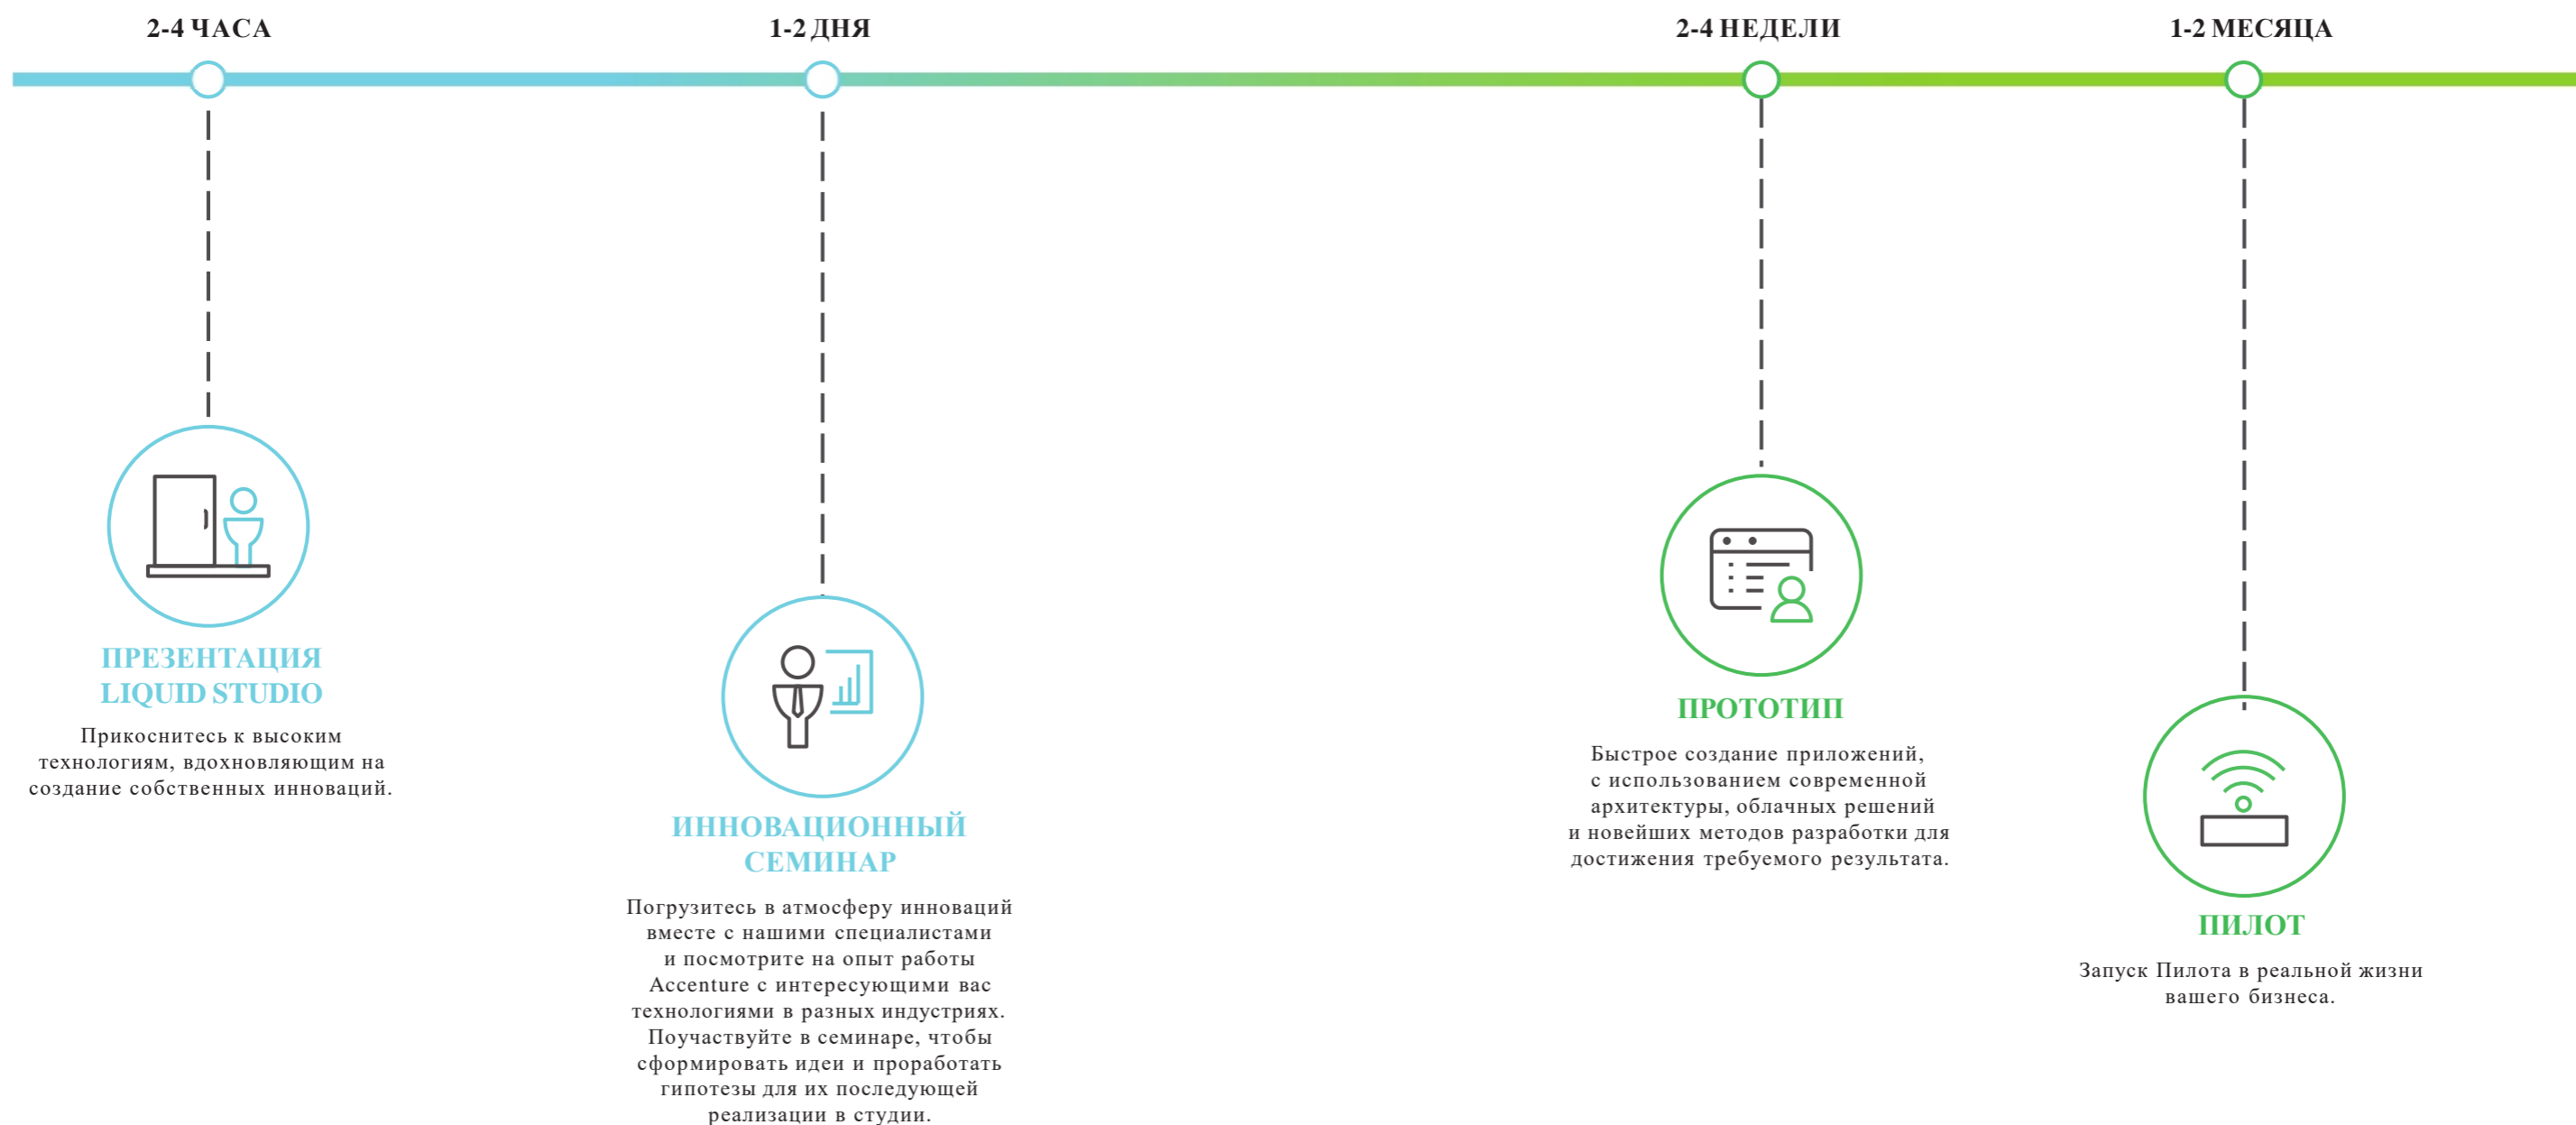 2-4 ЧАСА
1-2 ДНЯ
2-4 НЕДЕЛИ
1-2 МЕСЯЦА
ПРЕЗЕНТАЦИЯ
LIQUID STUDIO
Прикоснитесь к высоким
технологиям, вдохновляющим на
создание собственных инноваций.
ИННОВАЦИОННЫЙ
СЕМИНАР
Погрузитесь в атмосферу инноваций
вместе с нашими специалистами
и посмотрите на опыт работы
Accenture с интересующими вас
технологиями в разных индустриях.
Поучаствуйте в семинаре, чтобы
сформировать идеи и проработать
гипотезы для их последующей
реализации в студии.
ПРОТОТИП
Быстрое создание приложений,
с использованием современной
архитектуры, облачных решений
и новейших методов разработки для
достижения требуемого результата.
ПИЛОТ
Запуск Пилота в реальной жизни
вашего бизнеса.